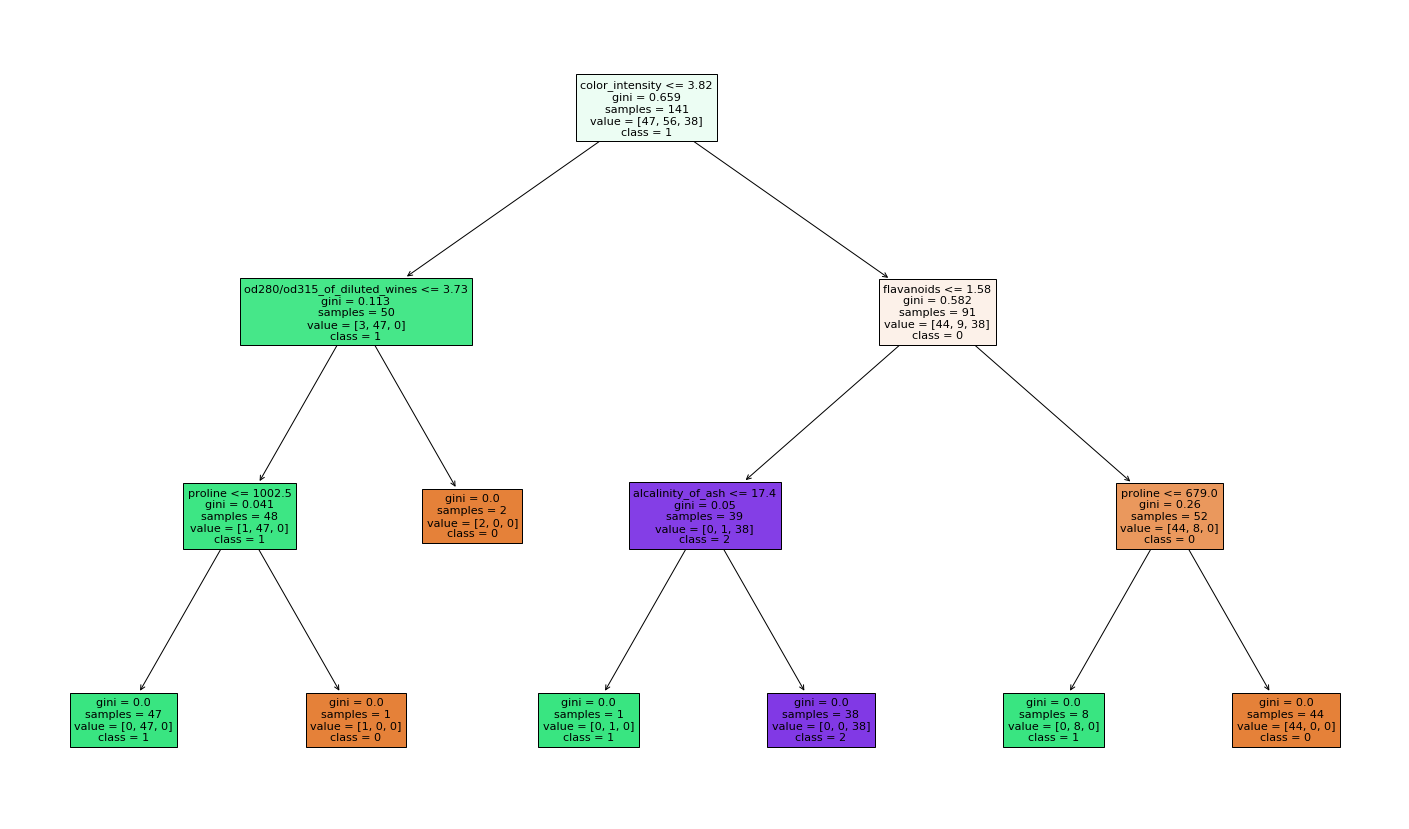 color_intensity <= 3.82
gini = 0.659
samples = 141
value = [47, 56, 38]
class = 1
od280/od315_of_diluted_wines <= 3.73
gini = 0.113
samples = 50
value = [3, 47, 0]
class = 1
flavanoids <= 1.58
gini = 0.582
samples = 91
value = [44, 9, 38]
class = 0
proline <= 1002.5
gini = 0.041
samples = 48
value = [1, 47, 0]
class = 1
gini = 0.0
samples = 2
value = [2, 0, 0]
class = 0
alcalinity_of_ash <= 17.4
gini = 0.05
samples = 39
value = [0, 1, 38]
class = 2
proline <= 679.0
gini = 0.26
samples = 52
value = [44, 8, 0]
class = 0
gini = 0.0
samples = 47
value = [0, 47, 0]
class = 1
gini = 0.0
samples = 1
value = [1, 0, 0]
class = 0
gini = 0.0
samples = 1
value = [0, 1, 0]
class = 1
gini = 0.0
samples = 38
value = [0, 0, 38]
class = 2
gini = 0.0
samples = 8
value = [0, 8, 0]
class = 1
gini = 0.0
samples = 44
value = [44, 0, 0]
class = 0